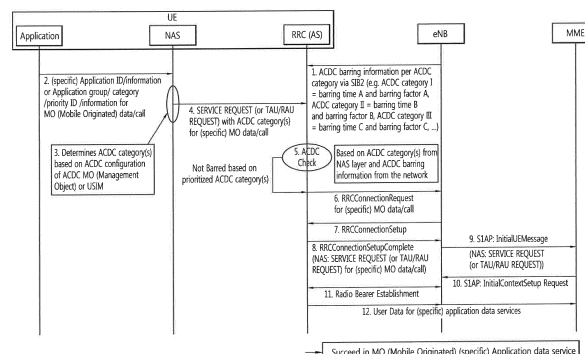 UE
Application
NAS
RRC (AS)
eNB
MME
2. (specific) Application ID/information
or Application group/ category
/priority ID /information for
MO (Mobile Originated) data/call
1. ACDC barring information per ACDC
category via SIB2 (e.g. ACDC category I
= barring time A and barring factor A,
ACDC category II = barring time B
and barring factor B, ACDC category III
= barring time C and barring factor C, ...)
4. SERVICE REQUEST (or TAU/RAU
REQUEST) with ACDC category(s)
for (specific) MO data/call
3. Determines ACDC category(s)
based on ACDC configuration
of ACDC MO (Management
Object) or USIM
5. ACDC
Check
Based on ACDC category(s) from
NAS layer and ACDC barring
information from the network
Not Barred based on
prioritized ACDC category(s)
6. RRCConnectionRequest
for (specific) MO data/call
7. RRCConnectionSetup
8. RRCConnectionSetupComplete
(NAS: SERVICE REQUEST (or TAU/RAU
REQUEST) for (specific) MO data/call)
9. S1AP: InitialUEMessage
(NAS: SERVICE REQUEST
(or TAU/RAU REQUEST))
10. S1AP: InitialContextSetup Request
11. Radio Bearer Establishment
12. User Data for (specific) application data services
Succeed in MO (Mobile Originated) (specific) Application data service